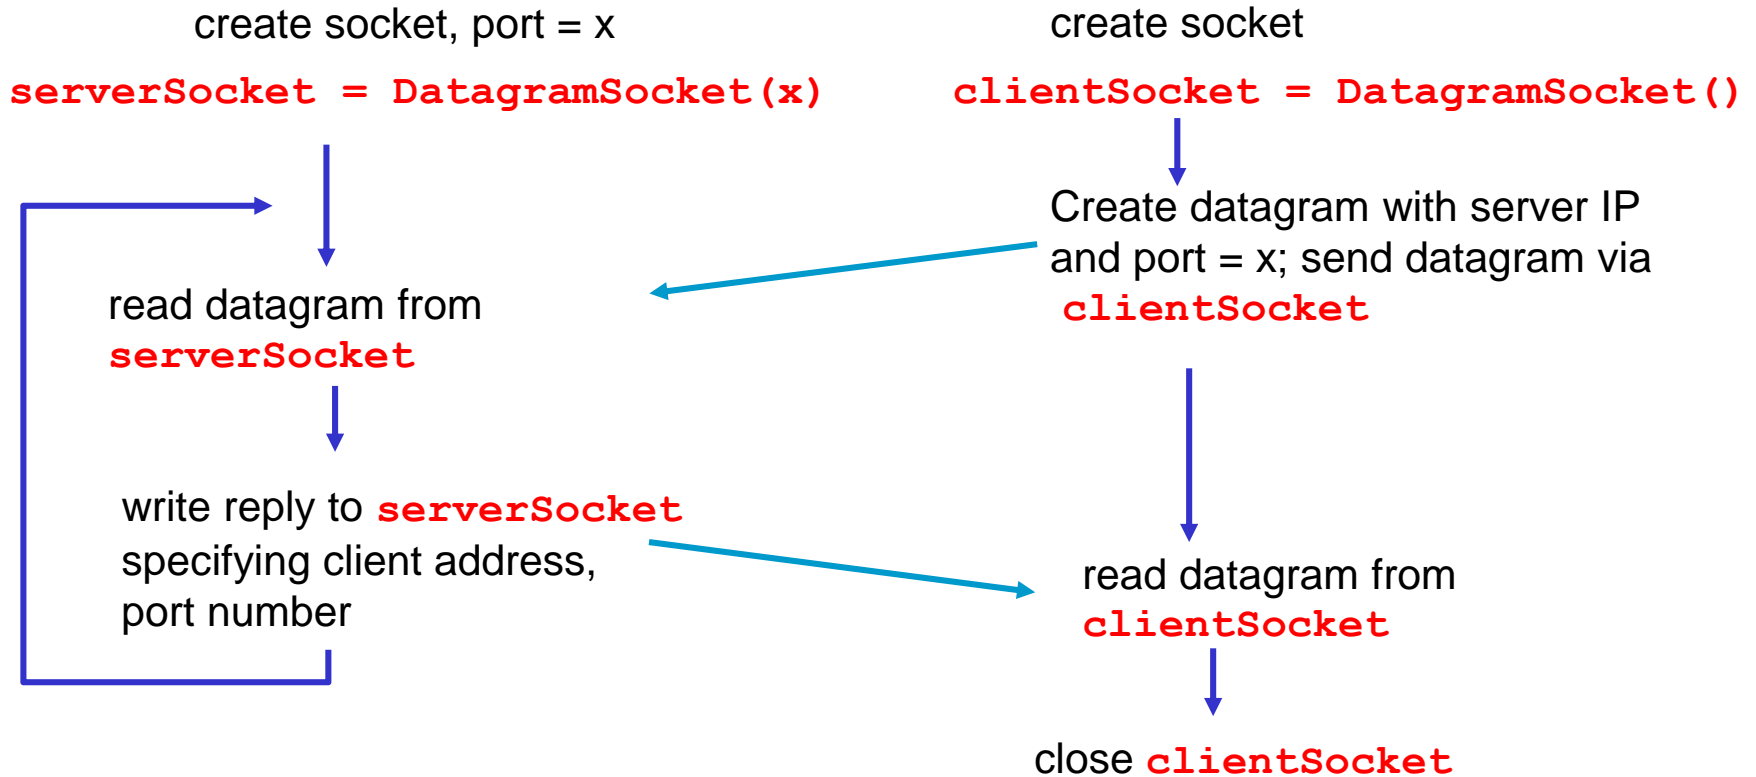 create socket, port = x
serverSocket = DatagramSocket(x)
read datagram from
serverSocket
write reply to serverSocket
specifying client address,
port number
create socket
clientSocket = DatagramSocket()
Create datagram with server IP
and port = x; send datagram via
clientSocket
read datagram from
clientSocket
close clientSocket